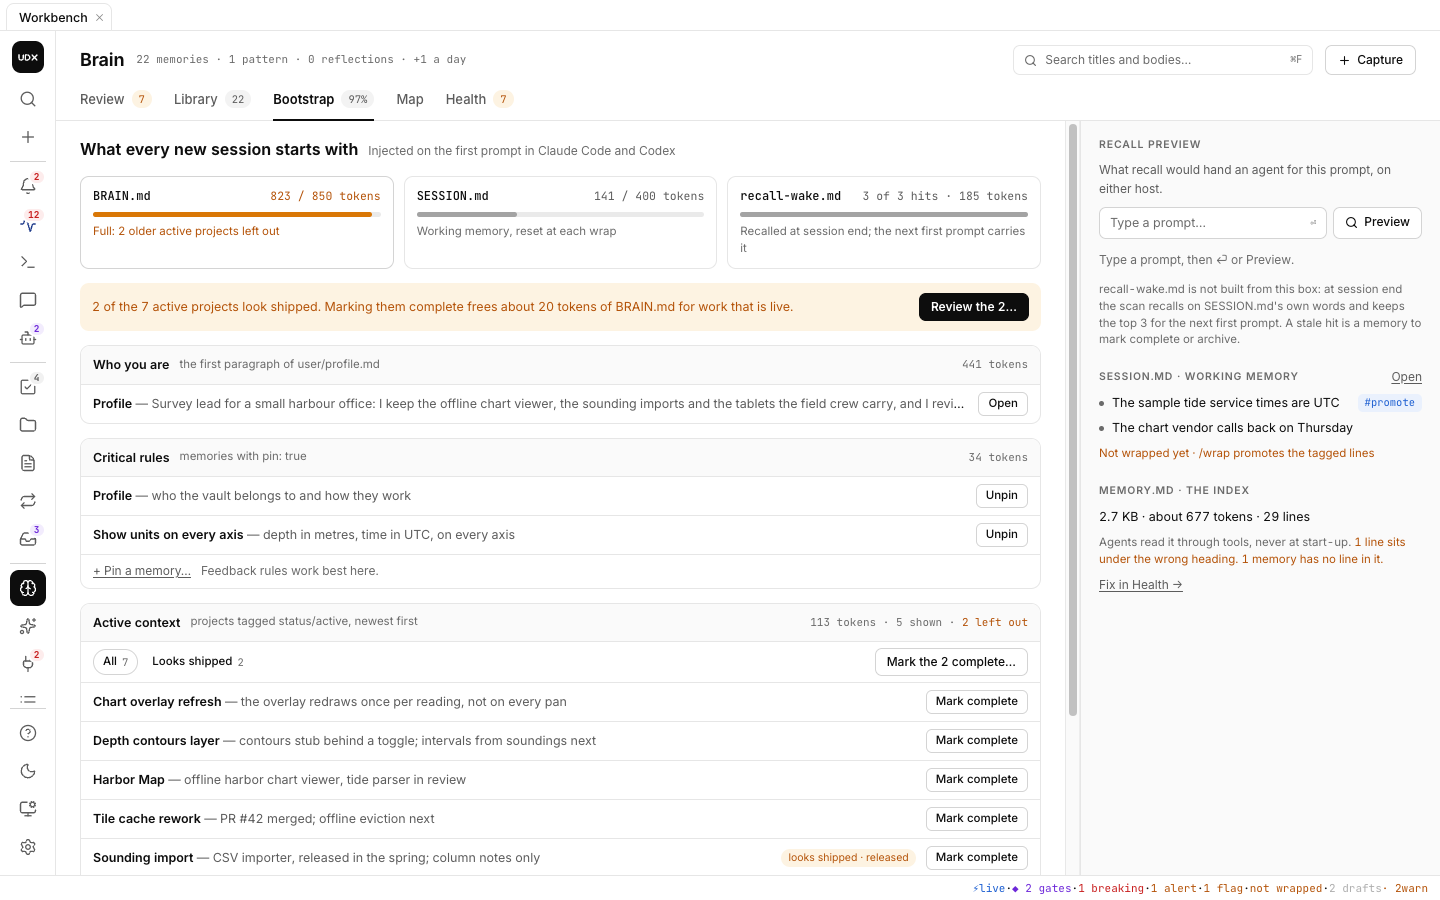 Workbench
UDX
Brain
22 memories · 1 pattern · 0 reflections · +1 a day
Search titles and bodies... ⌘F
+ Capture
Review 7
Library 22
Bootstrap 97%
Map
Health 7
2
12
2
4
3
2
What every new session starts with
Injected on the first prompt in Claude Code and Codex
BRAIN.md 823 / 850 tokens
Full: 2 older active projects left out
SESSION.md 141 / 400 tokens
Working memory, reset at each wrap
recall-wake.md 3 of 3 hits · 185 tokens
Recalled at session end; the next first prompt carries
it
2 of the 7 active projects look shipped. Marking them complete frees about 20 tokens of BRAIN.md for work that is live.
Review the 2...
Who you are the first paragraph of user/profile.md 441 tokens
Profile — Survey lead for a small harbour office: I keep the offline chart viewer, the sounding imports and the tablets the field crew carry, and I revi... Open
Critical rules memories with pin: true 34 tokens
Profile — who the vault belongs to and how they work Unpin
Show units on every axis — depth in metres, time in UTC, on every axis Unpin
+ Pin a memory... Feedback rules work best here.
Active context projects tagged status/active, newest first 113 tokens · 5 shown · 2 left out
All 7 Looks shipped 2 Mark the 2 complete...
Chart overlay refresh — the overlay redraws once per reading, not on every pan Mark complete
Depth contours layer — contours stub behind a toggle; intervals from soundings next Mark complete
Harbor Map — offline harbor chart viewer, tide parser in review Mark complete
Tile cache rework — PR #42 merged; offline eviction next Mark complete
Sounding import — CSV importer, released in the spring; column notes only looks shipped · released Mark complete
RECALL PREVIEW
What recall would hand an agent for this prompt, on
either host.
Type a prompt... ⏎ Preview
Type a prompt, then ⏎ or Preview.
recall-wake.md is not built from this box: at session end
the scan recalls on SESSION.md's own words and keeps
the top 3 for the next first prompt. A stale hit is a memory to
mark complete or archive.
SESSION.MD · WORKING MEMORY Open
The sample tide service times are UTC #promote
The chart vendor calls back on Thursday
Not wrapped yet · /wrap promotes the tagged lines
MEMORY.MD · THE INDEX
2.7 KB · about 677 tokens · 29 lines
Agents read it through tools, never at start-up. 1 line sits
under the wrong heading. 1 memory has no line in it.
Fix in Health →
⚡live·◆ 2 gates·1 breaking·1 alert·1 flag·not wrapped·2 drafts· 2warn